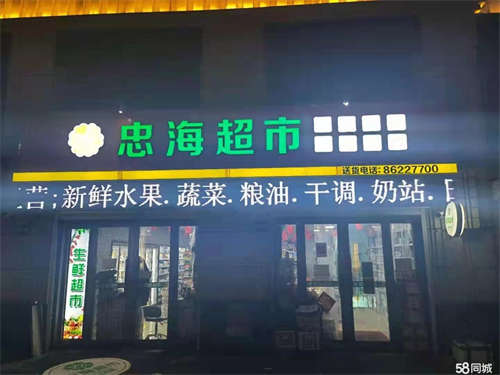 忠海超市
送货电话:86227700
营;新鲜水果.蔬菜.粮油.干调.奶站.
生鲜超市
58同城